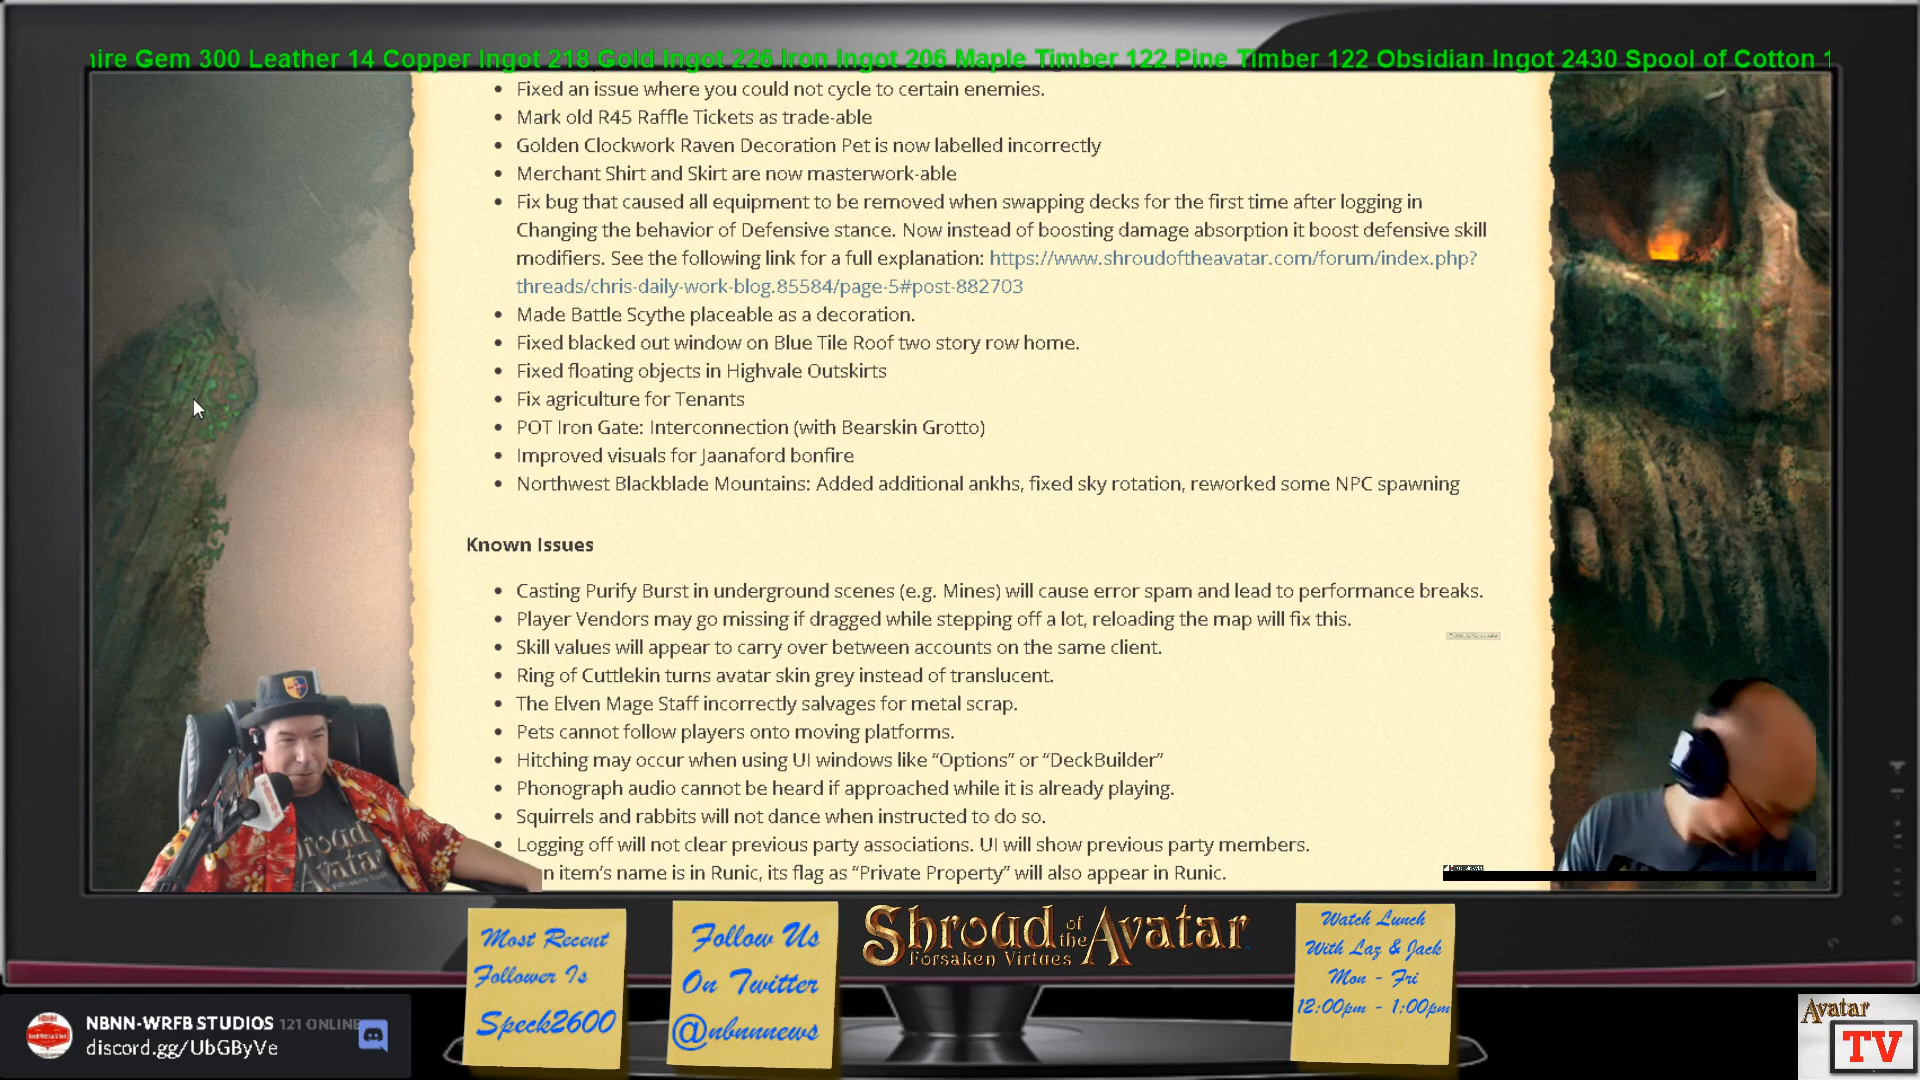 ire Gem 300 Leather 14 Copper Ingot 218 Gold Ingot 226 Iron Ingot 206 Maple Timber 122 Pine Timber 122 Obsidian Ingot 2430 Spool of Cotton 1
• Fixed an issue where you could not cycle to certain enemies.
• Mark old R45 Raffle Tickets as trade-able
• Golden Clockwork Raven Decoration Pet is now labelled incorrectly
• Merchant Shirt and Skirt are now masterwork-able
• Fix bug that caused all equipment to be removed when swapping decks for the first time after logging in
Changing the behavior of Defensive stance. Now instead of boosting damage absorption it boost defensive skill
modifiers. See the following link for a full explanation: https://www.shroudoftheavatar.com/forum/index.php?
threads/chris-daily-work-blog.85584/page-5#post-882703
• Made Battle Scythe placeable as a decoration.
• Fixed blacked out window on Blue Tile Roof two story row home.
• Fixed floating objects in Highvale Outskirts
• Fix agriculture for Tenants
• POT Iron Gate: Interconnection (with Bearskin Grotto)
• Improved visuals for Jaanaford bonfire
• Northwest Blackblade Mountains: Added additional ankhs, fixed sky rotation, reworked some NPC spawning
Known Issues
• Casting Purify Burst in underground scenes (e.g. Mines) will cause error spam and lead to performance breaks.
• Player Vendors may go missing if dragged while stepping off a lot, reloading the map will fix this.
• Skill values will appear to carry over between accounts on the same client.
• Ring of Cuttlekin turns avatar skin grey instead of translucent.
• The Elven Mage Staff incorrectly salvages for metal scrap.
• Pets cannot follow players onto moving platforms.
• Hitching may occur when using UI windows like “Options” or “DeckBuilder”
• Phonograph audio cannot be heard if approached while it is already playing.
• Squirrels and rabbits will not dance when instructed to do so.
• Logging off will not clear previous party associations. UI will show previous party members.
n item’s name is in Runic, its flag as “Private Property” will also appear in Runic.
Shroud
Avatar
Most Recent
Follower Is
Speck2600
Follow Us
On Twitter
@nbnnnews
Shroud of the Avatar
Forsaken Virtues
Watch Lunch
With Laz & Jack
Mon - Fri
12:00pm - 1:00pm
NBNN-WRFB STUDIOS 121 ONLINE
discord.gg/UbGByVe
Avatar
TV